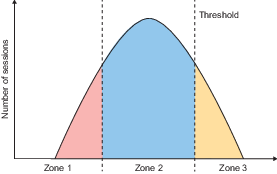 Threshold
Number of sessions
Zone 1
Zone 2
Zone 3